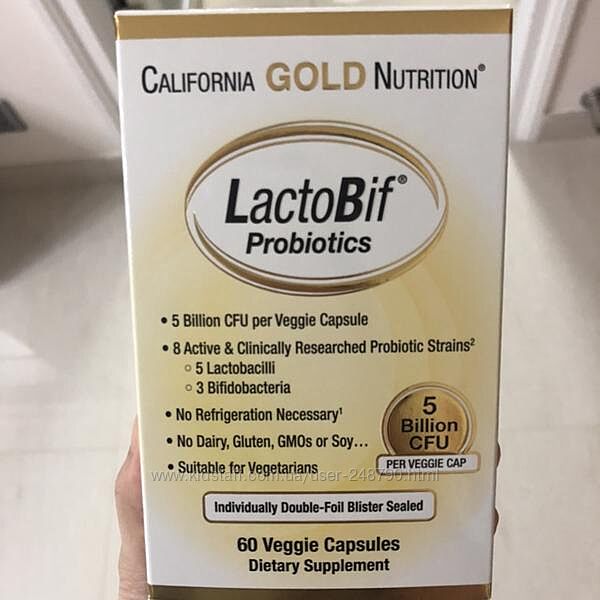 CALIFORNIA GOLD NUTRITION®
LactoBif®
Probiotics
• 5 Billion CFU per Veggie Capsule
• 8 Active & Clinically Researched Probiotic Strains²
○ 5 Lactobacilli
○ 3 Bifidobacteria
• No Refrigeration Necessary¹
• No Dairy, Gluten, GMOs or Soy...
• Suitable for Vegetarians
5
Billion
CFU
PER VEGGIE CAP
www.kidstaff.com.ua/user-248790.html
Individually Double-Foil Blister Sealed
60 Veggie Capsules
Dietary Supplement